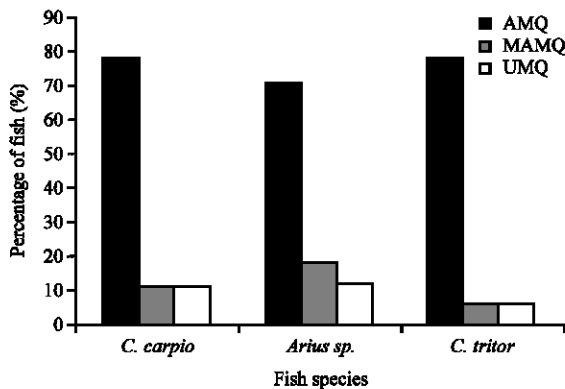 90
80
70
60
50
40
30
20
10
0
Percentage of fish (%)
AMQ
MAMQ
UMQ
C. carpio
Arius sp.
C. tritor
Fish species